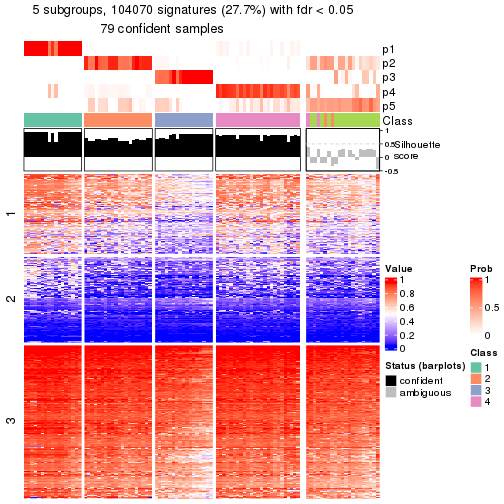 5 subgroups, 104070 signatures (27.7%) with fdr < 0.05
79 confident samples
p1
p2
p3
p4
p5
Class
1
0.5
0
-0.5
Silhouette
score
1
2
3
Value
1
0.8
0.6
0.4
0.2
0
Status (barplots)
confident
ambiguous
Prob
1
0.5
0
Class
1
2
3
4